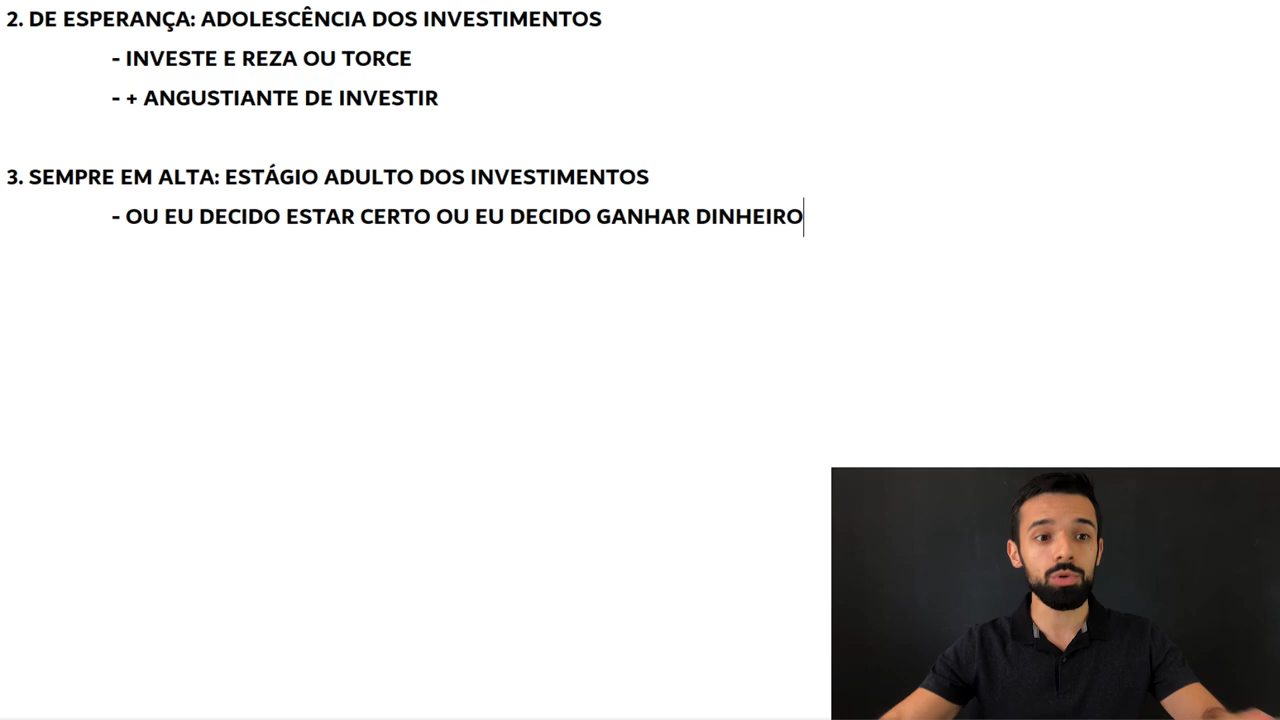 2. DE ESPERANÇA: ADOLESCÊNCIA DOS INVESTIMENTOS
- INVESTE E REZA OU TORCE
- + ANGUSTIANTE DE INVESTIR
3. SEMPRE EM ALTA: ESTÁGIO ADULTO DOS INVESTIMENTOS
- OU EU DECIDO ESTAR CERTO OU EU DECIDO GANHAR DINHEIRO